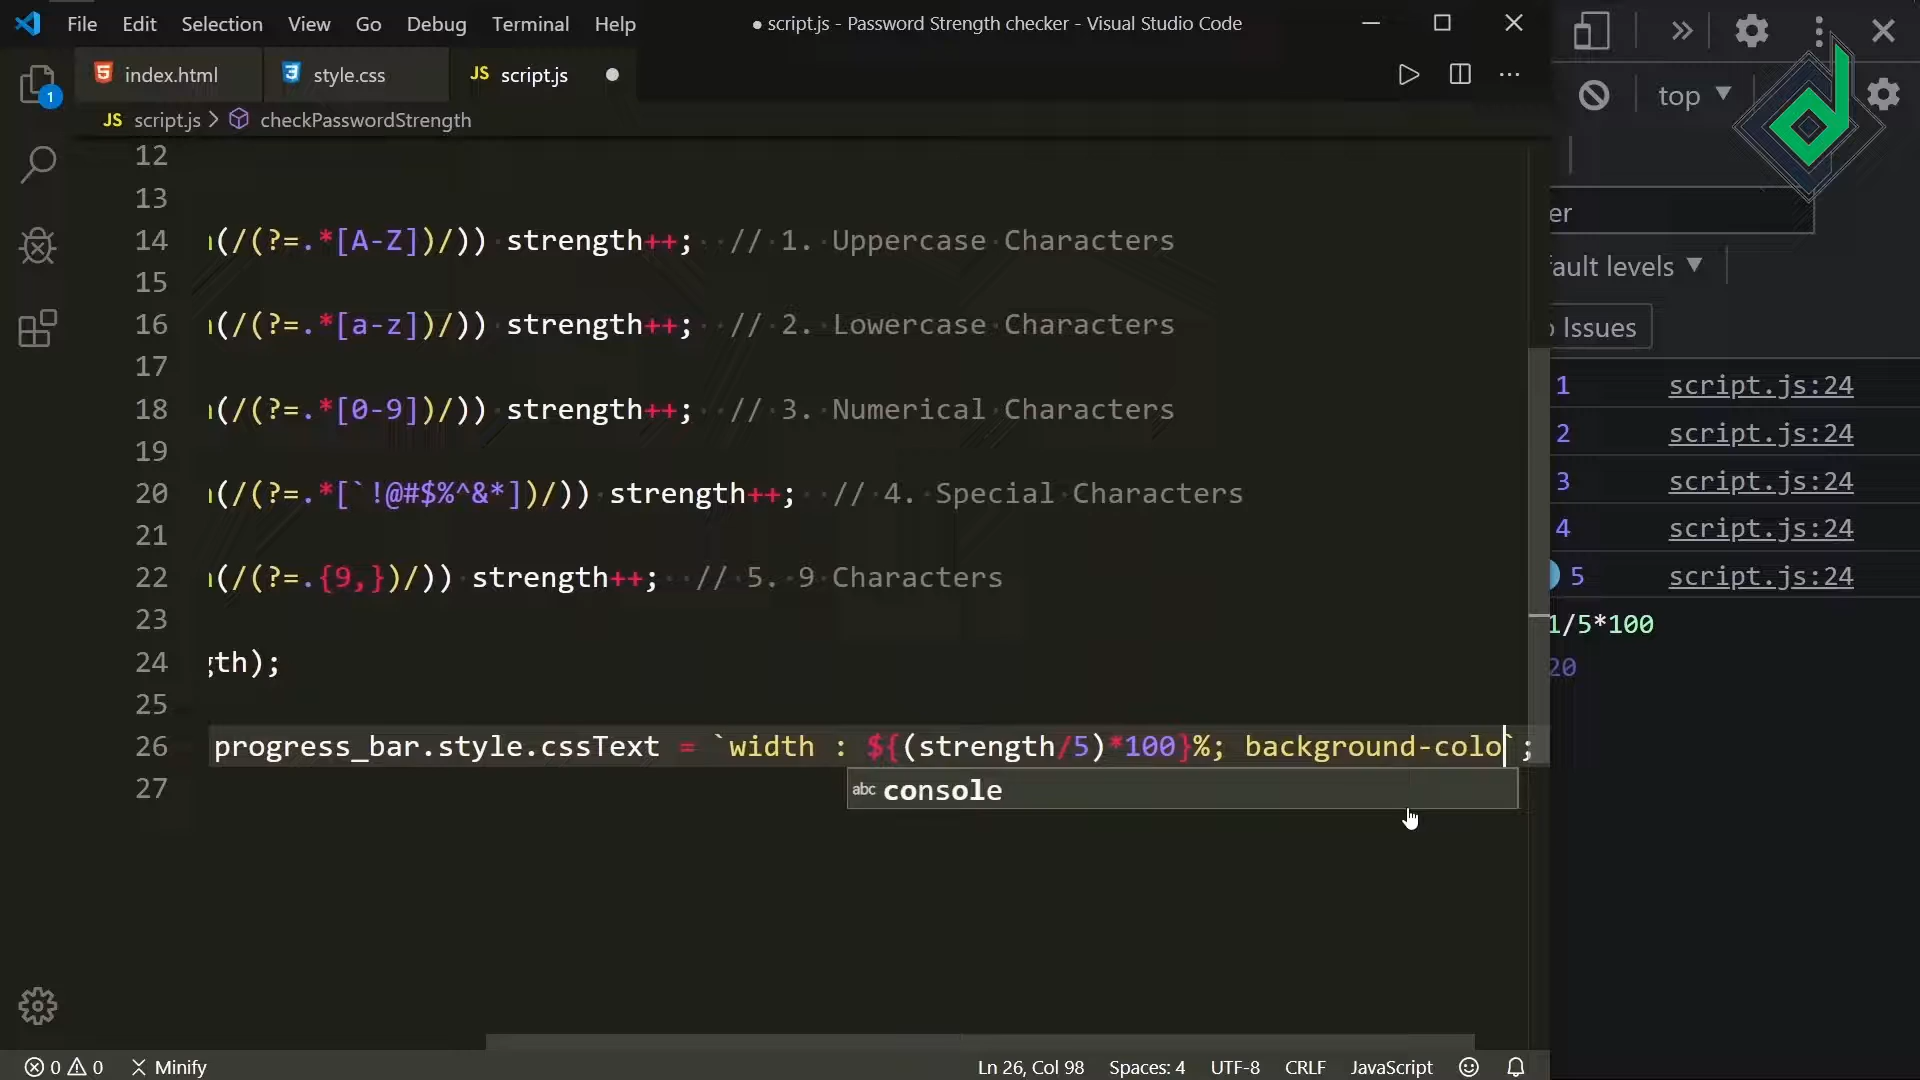 File Edit Selection View Go Debug Terminal Help
● script.js - Password Strength checker - Visual Studio Code
index.html
style.css
JS script.js
JS script.js > checkPasswordStrength
1
12
13
14 (/(?=.*[A-Z])/)) strength++; // 1. Uppercase Characters
15
16 (/(?=.*[a-z])/)) strength++; // 2. Lowercase Characters
17
18 (/(?=.*[0-9])/)) strength++; // 3. Numerical Characters
19
20 (/(?=.*[`!@#$%^&*])/)) strength++; // 4. Special Characters
21
22 (/(?=.{9,})/)) strength++; // 5. 9 Characters
23
24 gth);
25
26 progress_bar.style.cssText = `width : ${(strength/5)*100}%; background-colo`;
abc console
27
0 0 Minify
Ln 26, Col 98 Spaces: 4 UTF-8 CRLF JavaScript
top ▼
er
fault levels ▼
Issues
1 script.js:24
2 script.js:24
3 script.js:24
4 script.js:24
5 script.js:24
1/5*100
20